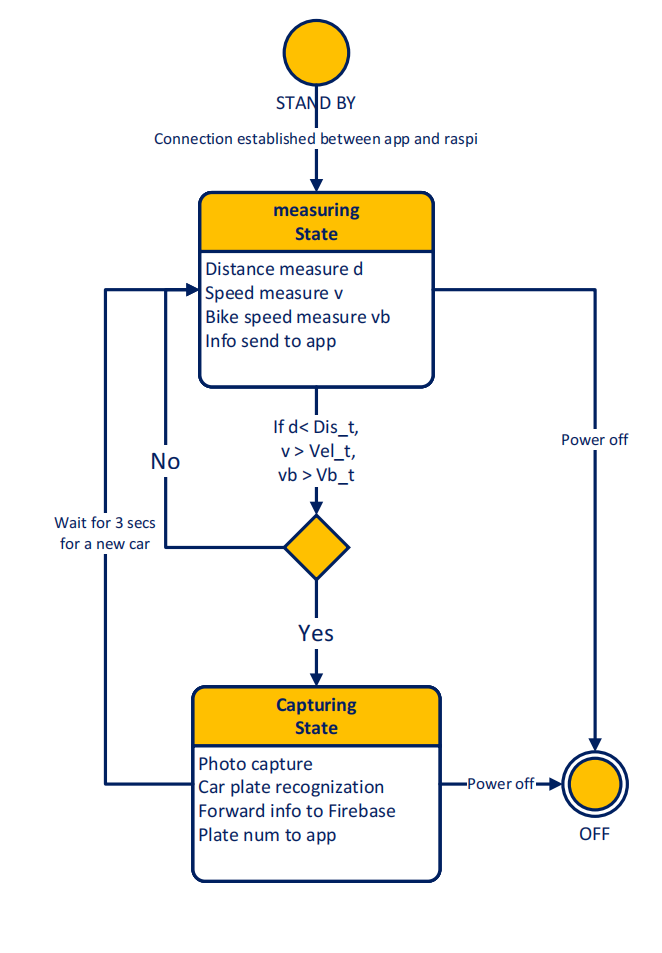 STAND BY
Connection established between app and raspi
measuring
State
Distance measure d
Speed measure v
Bike speed measure vb
Info send to app
If d< Dis_t,
v > Vel_t,
vb > Vb_t
Power off
No
Wait for 3 secs
for a new car
Yes
Capturing
State
Photo capture
Car plate recognization
Forward info to Firebase
Plate num to app
Power off
OFF